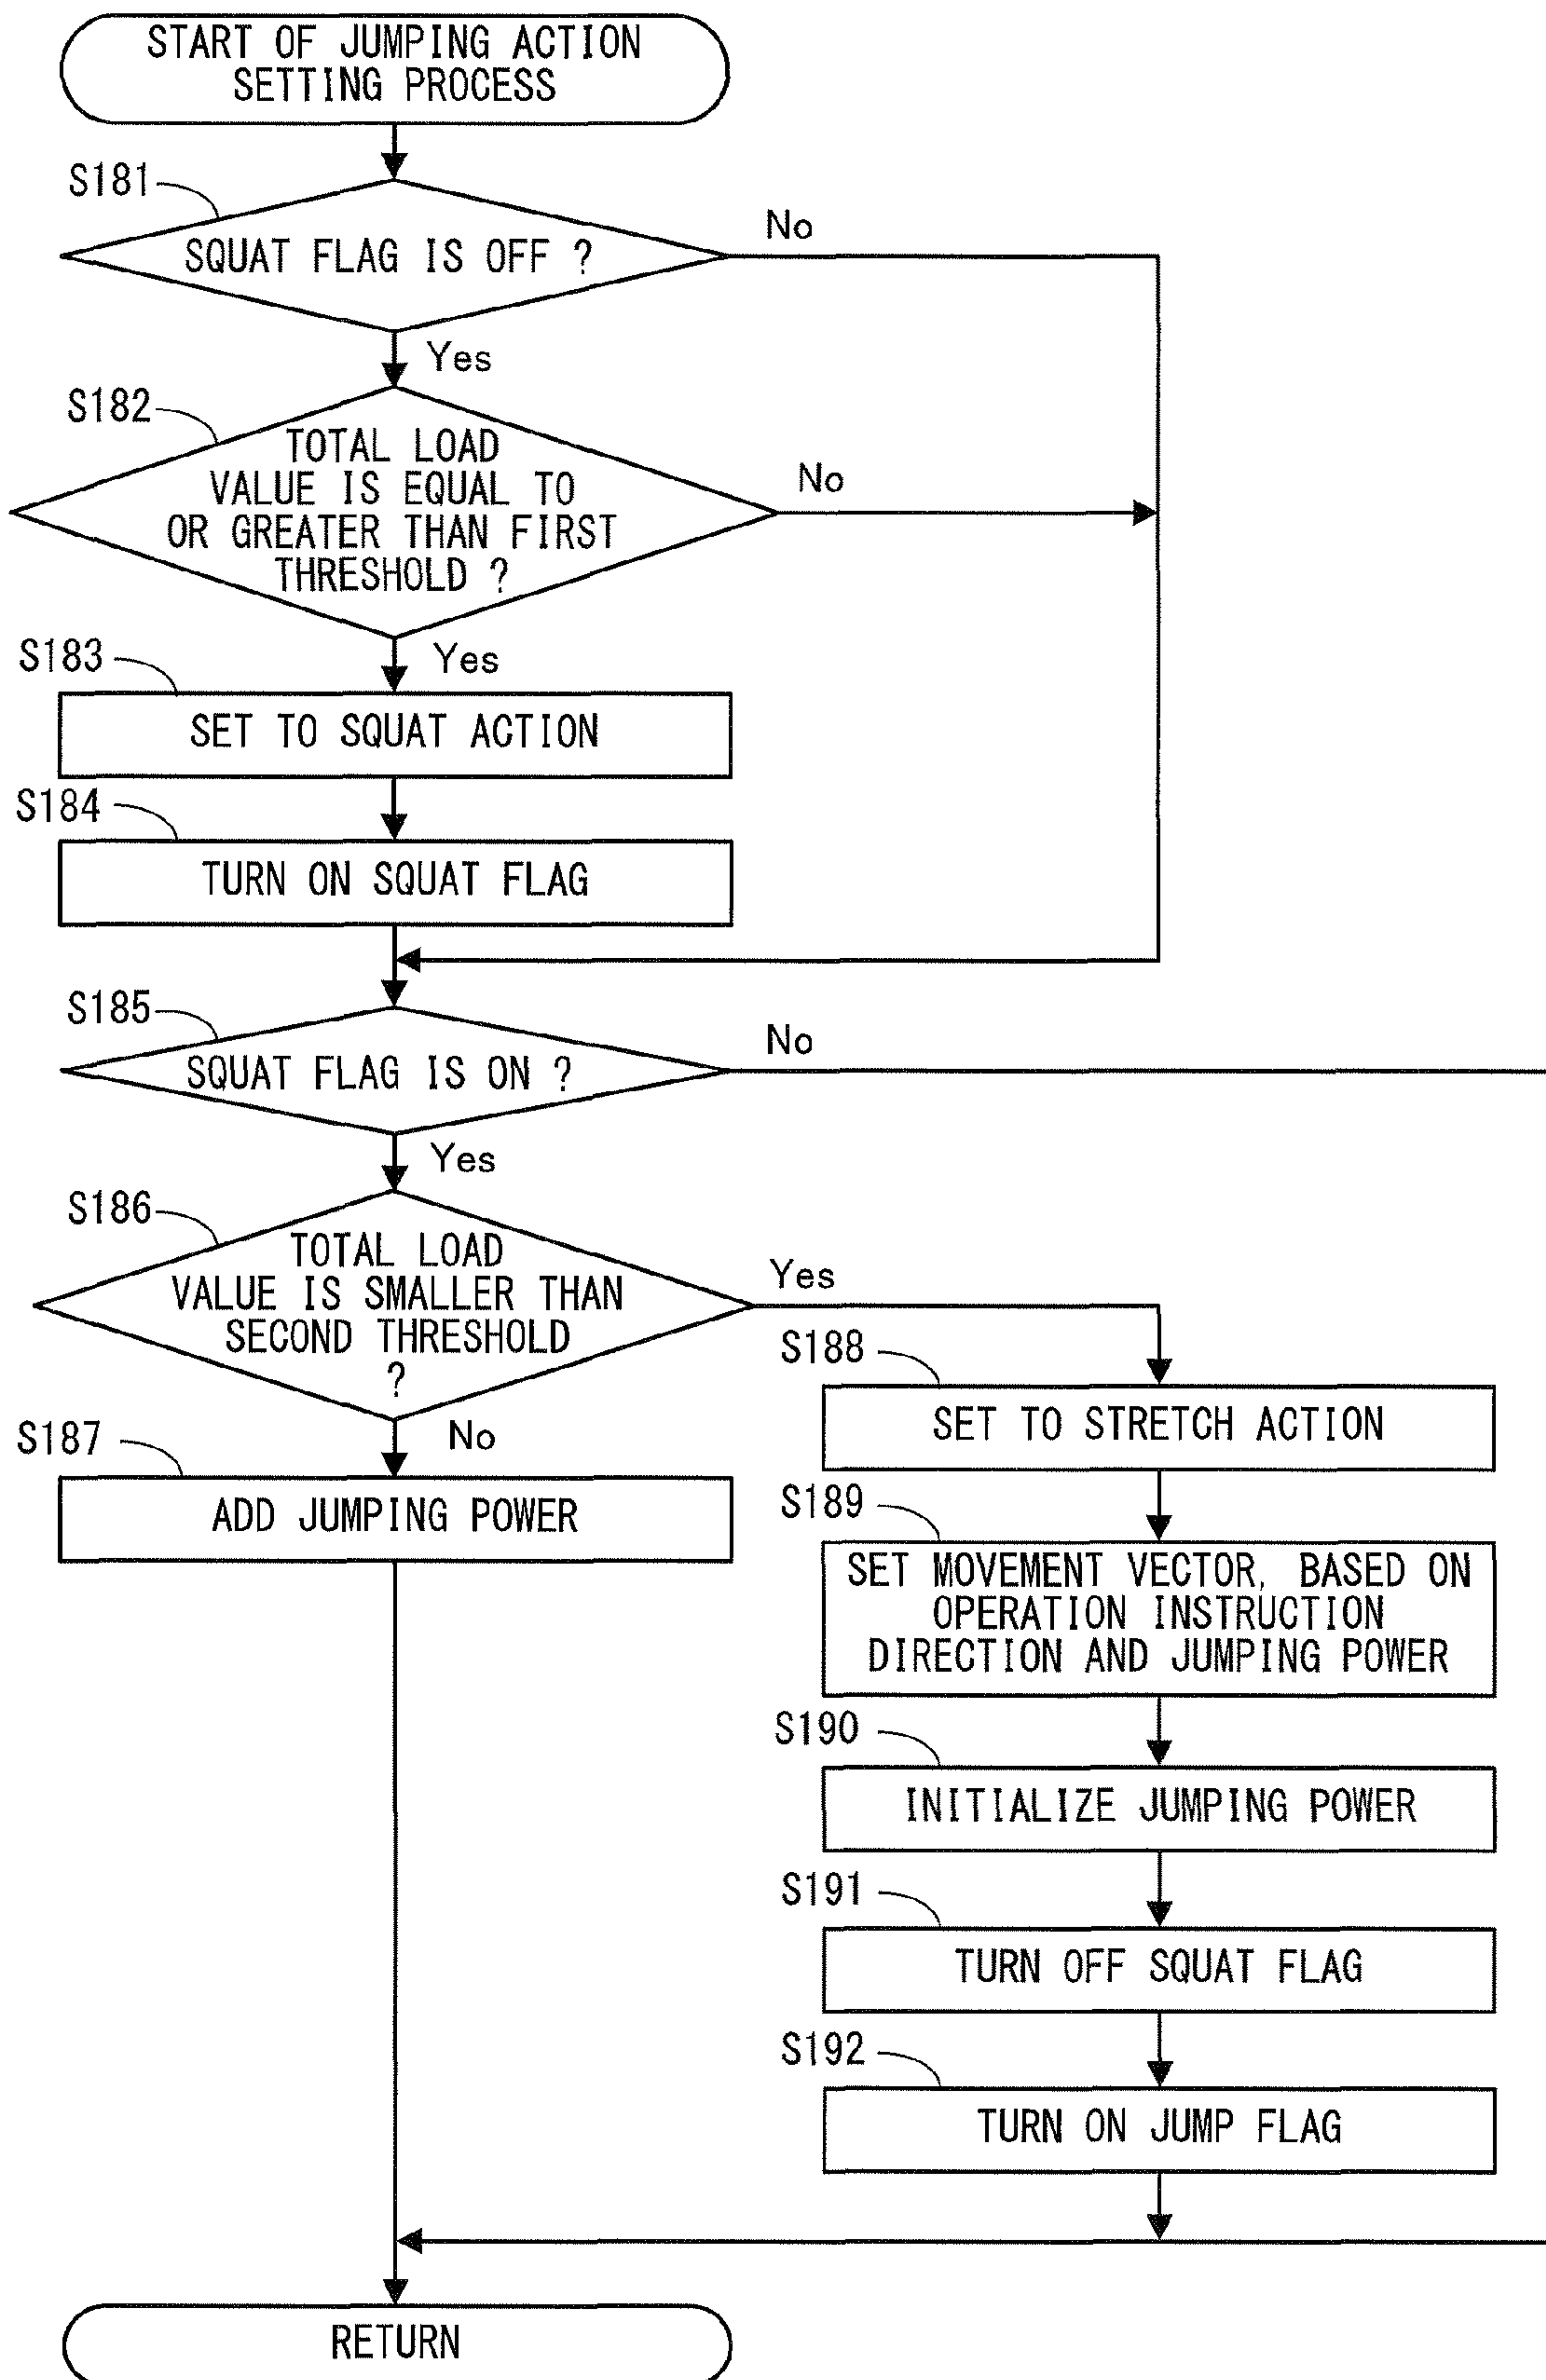 START OF JUMPING ACTION
SETTING PROCESS
S181
SQUAT FLAG IS OFF ?
No
Yes
S182
TOTAL LOAD
VALUE IS EQUAL TO
OR GREATER THAN FIRST
THRESHOLD ?
No
Yes
S183
SET TO SQUAT ACTION
S184
TURN ON SQUAT FLAG
S185
SQUAT FLAG IS ON ?
No
Yes
S186
TOTAL LOAD
VALUE IS SMALLER THAN
SECOND THRESHOLD
?
Yes
No
S187
ADD JUMPING POWER
S188
SET TO STRETCH ACTION
S189
SET MOVEMENT VECTOR, BASED ON
OPERATION INSTRUCTION
DIRECTION AND JUMPING POWER
S190
INITIALIZE JUMPING POWER
S191
TURN OFF SQUAT FLAG
S192
TURN ON JUMP FLAG
RETURN